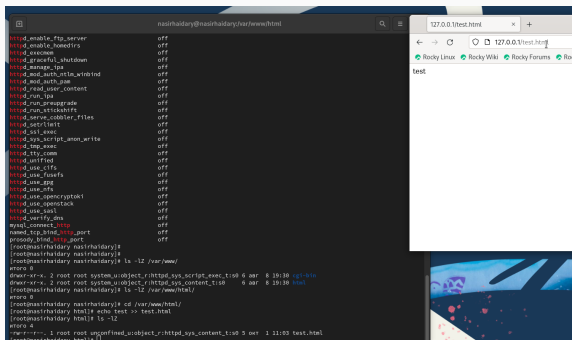 nasirhaidary@nasirhaidary:/var/www/html
httpd_enable_ftp_server off
httpd_enable_homedirs off
httpd_execmem off
httpd_graceful_shutdown off
httpd_manage_ipa off
httpd_mod_auth_ntlm_winbind off
httpd_mod_auth_pam off
httpd_read_user_content off
httpd_run_ipa off
httpd_run_preupgrade off
httpd_run_stickshift off
httpd_serve_cobbler_files off
httpd_setrlimit off
httpd_ssi_exec off
httpd_sys_script_anon_write off
httpd_tmp_exec off
httpd_tty_comm off
httpd_unified off
httpd_use_cifs off
httpd_use_fusefs off
httpd_use_gpg off
httpd_use_nfs off
httpd_use_opencryptoki off
httpd_use_openstack off
httpd_use_sasl off
httpd_verify_dns off
mysql_connect_http off
named_tcp_bind_http_port off
prosody_bind_http_port off
[root@nasirhaidary nasirhaidary]#
[root@nasirhaidary nasirhaidary]#
[root@nasirhaidary nasirhaidary]# ls -lZ /var/www/
итого 0
drwxr-xr-x. 2 root root system_u:object_r:httpd_sys_script_exec_t:s0 6 авг 8 19:30 cgi-bin
drwxr-xr-x. 2 root root system_u:object_r:httpd_sys_content_t:s0 6 авг 8 19:30 html
[root@nasirhaidary nasirhaidary]# ls -lZ /var/www/html/
итого 0
[root@nasirhaidary nasirhaidary]# cd /var/www/html/
[root@nasirhaidary html]# echo test >> test.html
[root@nasirhaidary html]# ls -lZ
итого 4
-rw-r--r--. 1 root root unconfined_u:object_r:httpd_sys_content_t:s0 5 окт 1 11:03 test.html
[root@nasirhaidary html]#
127.0.0.1/test.html
127.0.0.1/test.html
Rocky Linux Rocky Wiki Rocky Forums
test